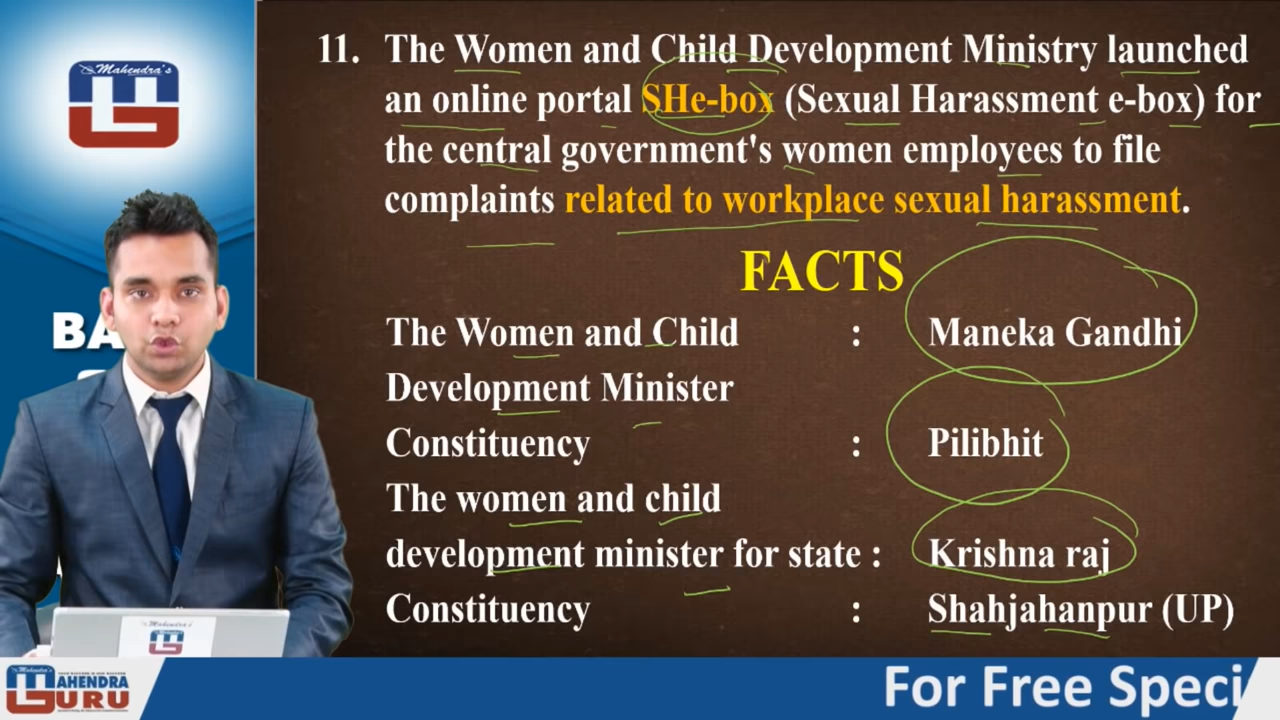 Mahendra's
11. The Women and Child Development Ministry launched
an online portal SHe-box (Sexual Harassment e-box) for
the central government's women employees to file
complaints related to workplace sexual harassment.
FACTS
The Women and Child : Maneka Gandhi
Development Minister
Constituency : Pilibhit
The women and child
development minister for state : Krishna raj
Constituency : Shahjahanpur (UP)
BA
Mahendra's
Mahendra's
MAHENDRA
GURU
For Free Speci